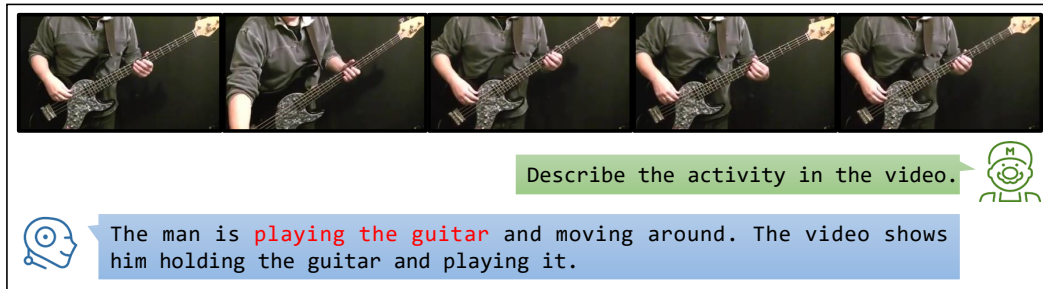 M
Describe the activity in the video.
The man is playing the guitar and moving around. The video shows
him holding the guitar and playing it.